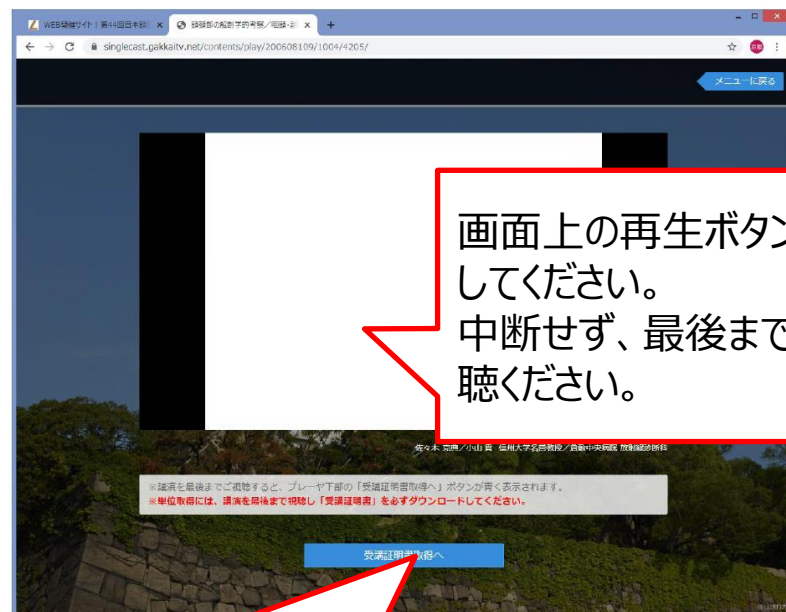 WEB開催サイト | 第44回日本頭
頭頸部の解剖学的考察/咽頭・
singlecast.gakkaitv.net/contents/play/200608109/1004/4205/
メニューに戻る
画面上の再生ボタン
してください。
中断せず、最後まで
聴ください。
信州大学名誉教授/倉敷中央病院 放射線診断科
※講演を最後までご視聴すると、プレーヤ下部の「受講証明書取得へ」ボタンが青く表示されます。
※単位取得には、講演を最後まで視聴し「受講証明書」を必ずダウンロードしてください。
受講証明書取得へ